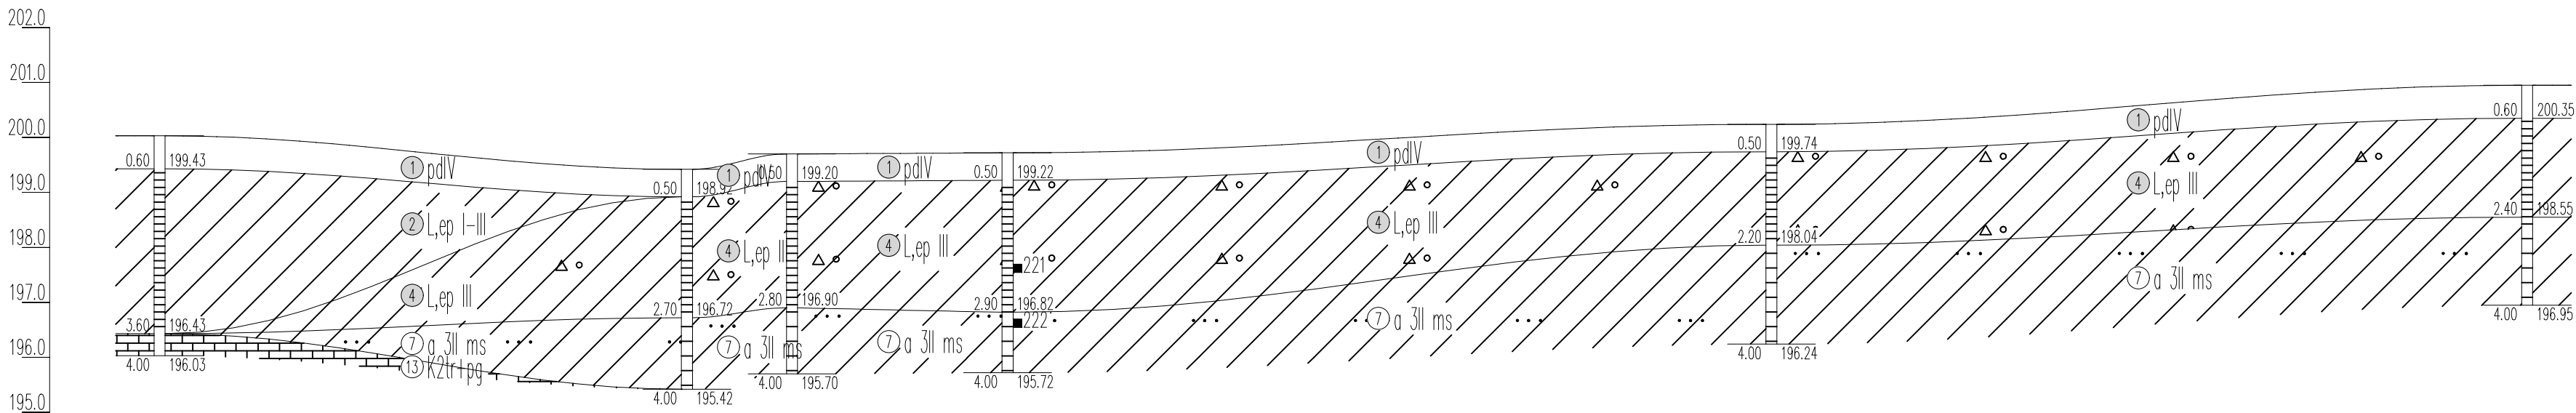 202.0
201.0
200.0
199.0
198.0
197.0
196.0
195.0
0.60 199.43
3.60 196.43
4.00 196.03
1 pdIV
2 L,ep I-III
4 L,ep III
7 a 3II ms
13 K2tr+pg
0.50 198.92
2.70 196.72
4.00 195.42
1 pdIV
4 L,ep II
7 a 3II ms
0.50 199.20
2.80 196.90
4.00 195.70
1 pdIV
4 L,ep III
7 a 3II ms
0.50 199.22
221
2.90 196.82
222
4.00 195.72
1 pdIV
4 L,ep III
7 a 3II ms
0.50 199.74
2.20 198.04
4.00 196.24
1 pdIV
4 L,ep III
7 a 3II ms
0.60 200.35
2.40 198.55
4.00 196.95